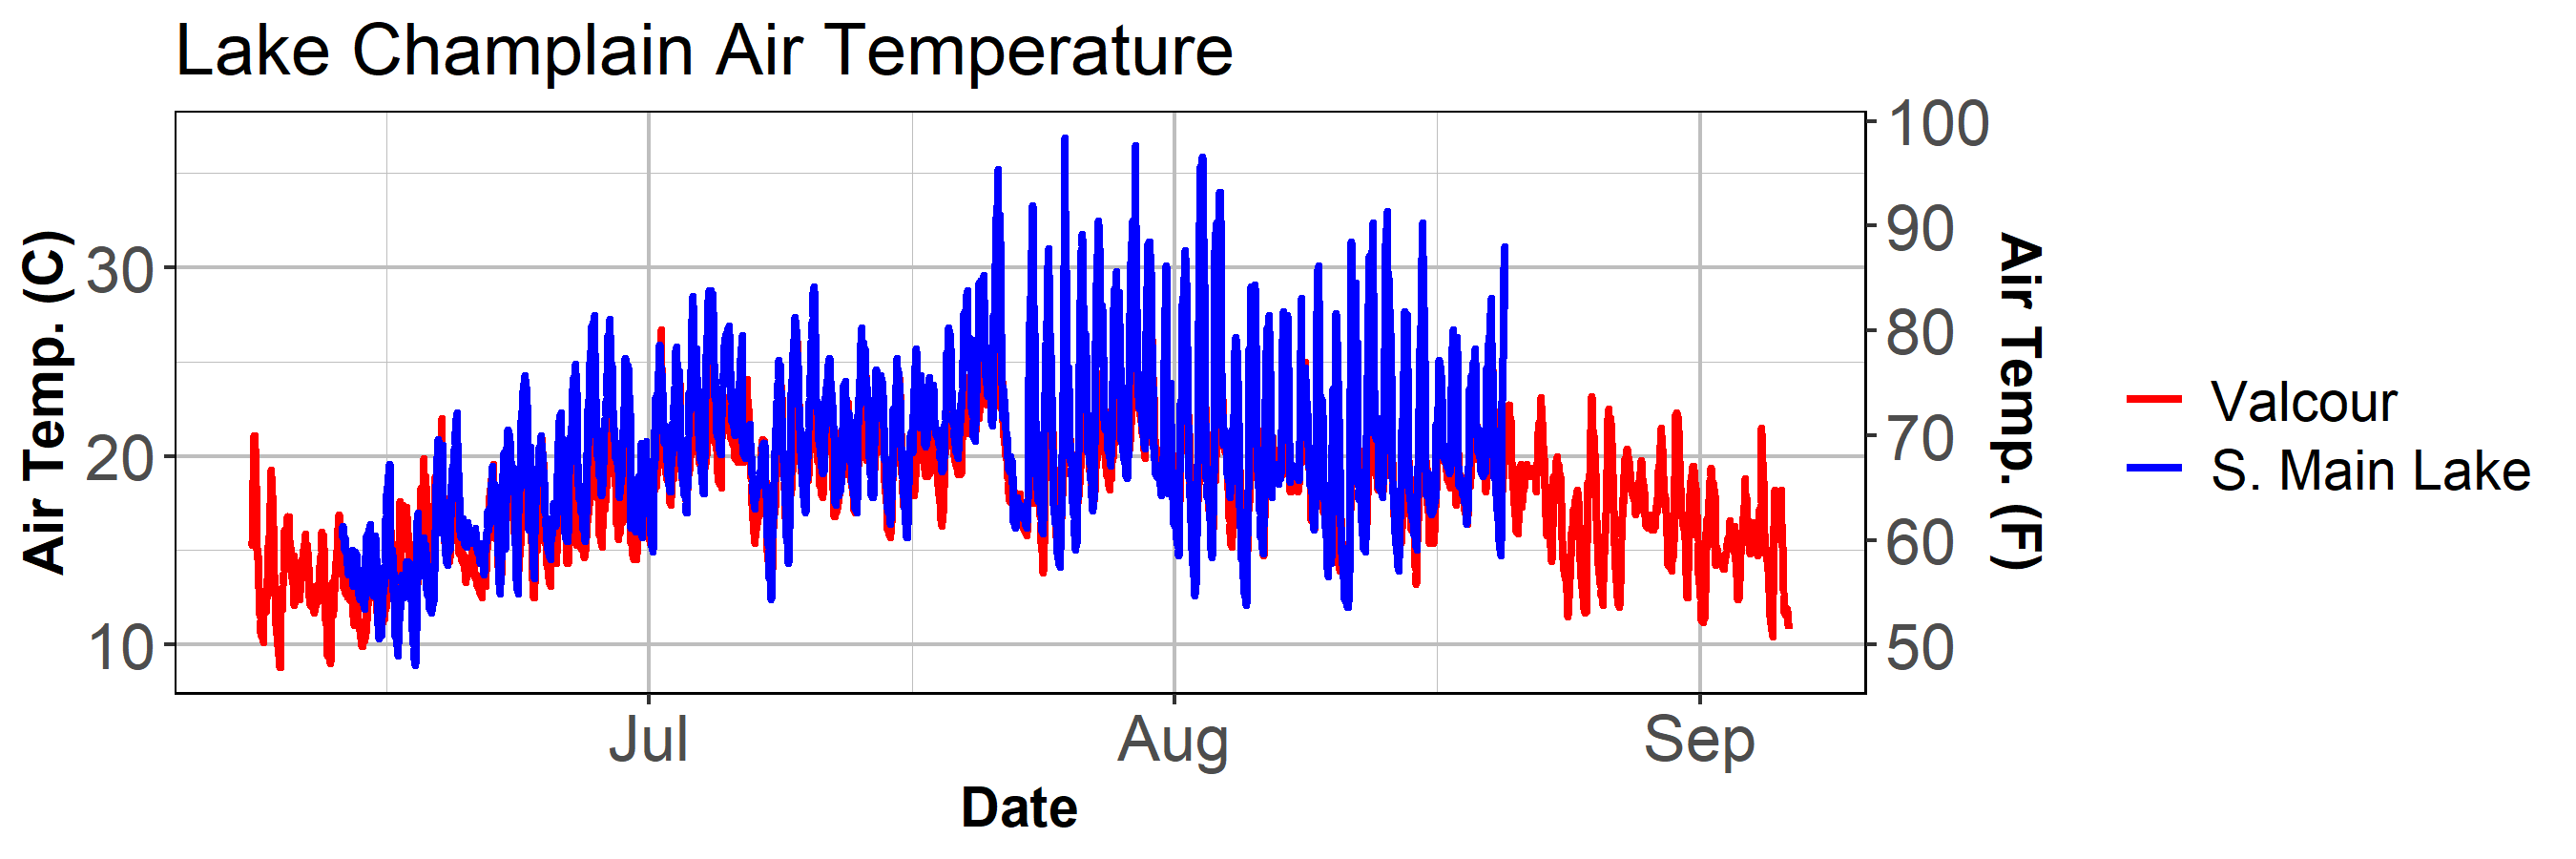 Lake Champlain Air Temperature
Air Temp. (C)
30
20
10
100
90
80
70
60
50
Air Temp. (F)
Jul
Aug
Sep
Date
Valcour
S. Main Lake